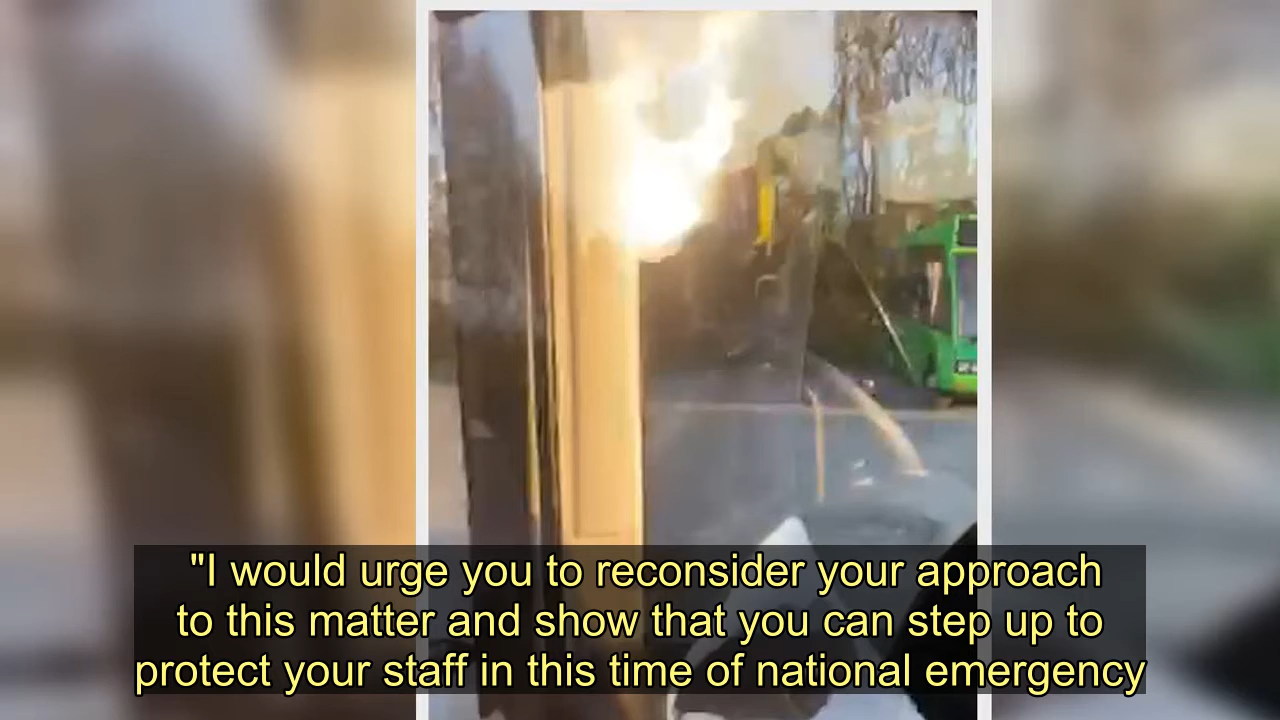 "I would urge you to reconsider your approach
to this matter and show that you can step up to
protect your staff in this time of national emergency